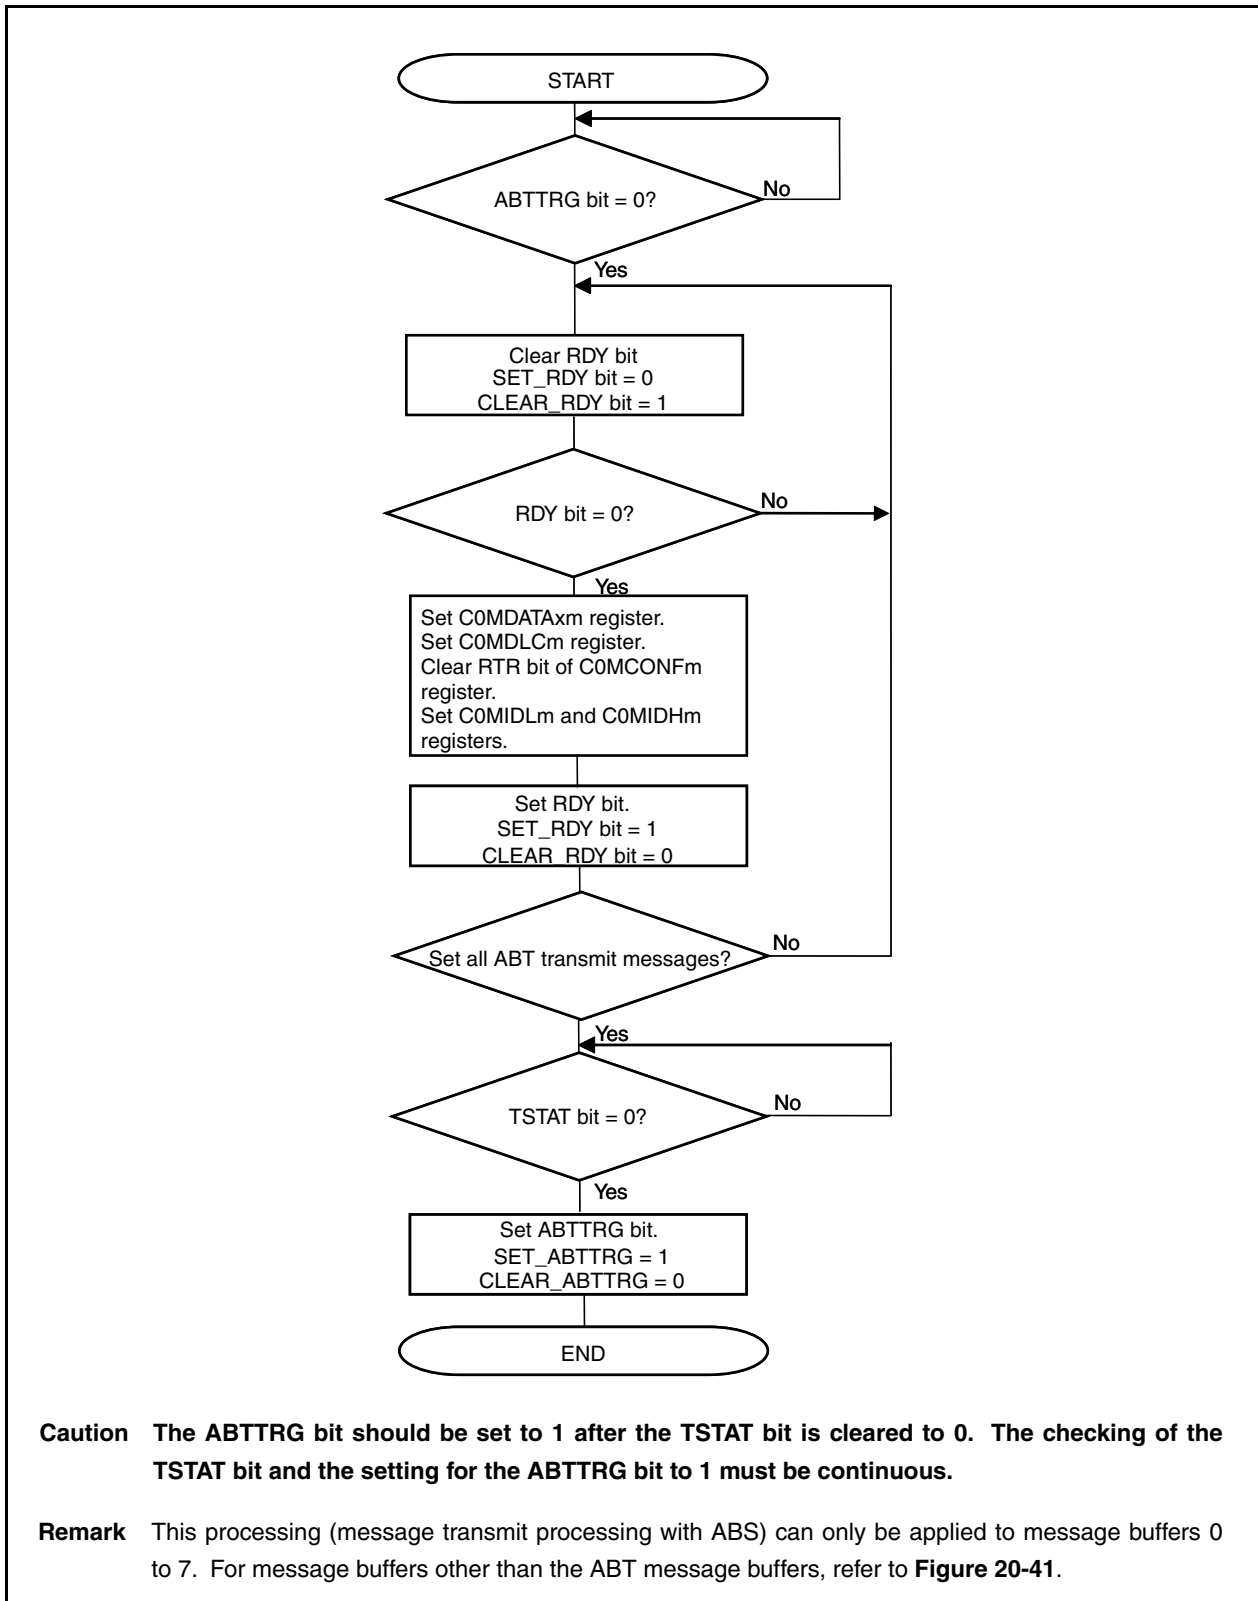 START
ABTTRG bit = 0?
No
Yes
Clear RDY bit
SET_RDY bit = 0
CLEAR_RDY bit = 1
RDY bit = 0?
No
Yes
Set C0MDATAxm register.
Set C0MDLCm register.
Clear RTR bit of C0MCONFm
register.
Set C0MIDLm and C0MIDHm
registers.
Set RDY bit.
SET_RDY bit = 1
CLEAR_RDY bit = 0
Set all ABT transmit messages?
No
Yes
TSTAT bit = 0?
No
Yes
Set ABTTRG bit.
SET_ABTTRG = 1
CLEAR_ABTTRG = 0
END
Caution The ABTTRG bit should be set to 1 after the TSTAT bit is cleared to 0. The checking of the
TSTAT bit and the setting for the ABTTRG bit to 1 must be continuous.
Remark This processing (message transmit processing with ABS) can only be applied to message buffers 0
to 7. For message buffers other than the ABT message buffers, refer to Figure 20-41.